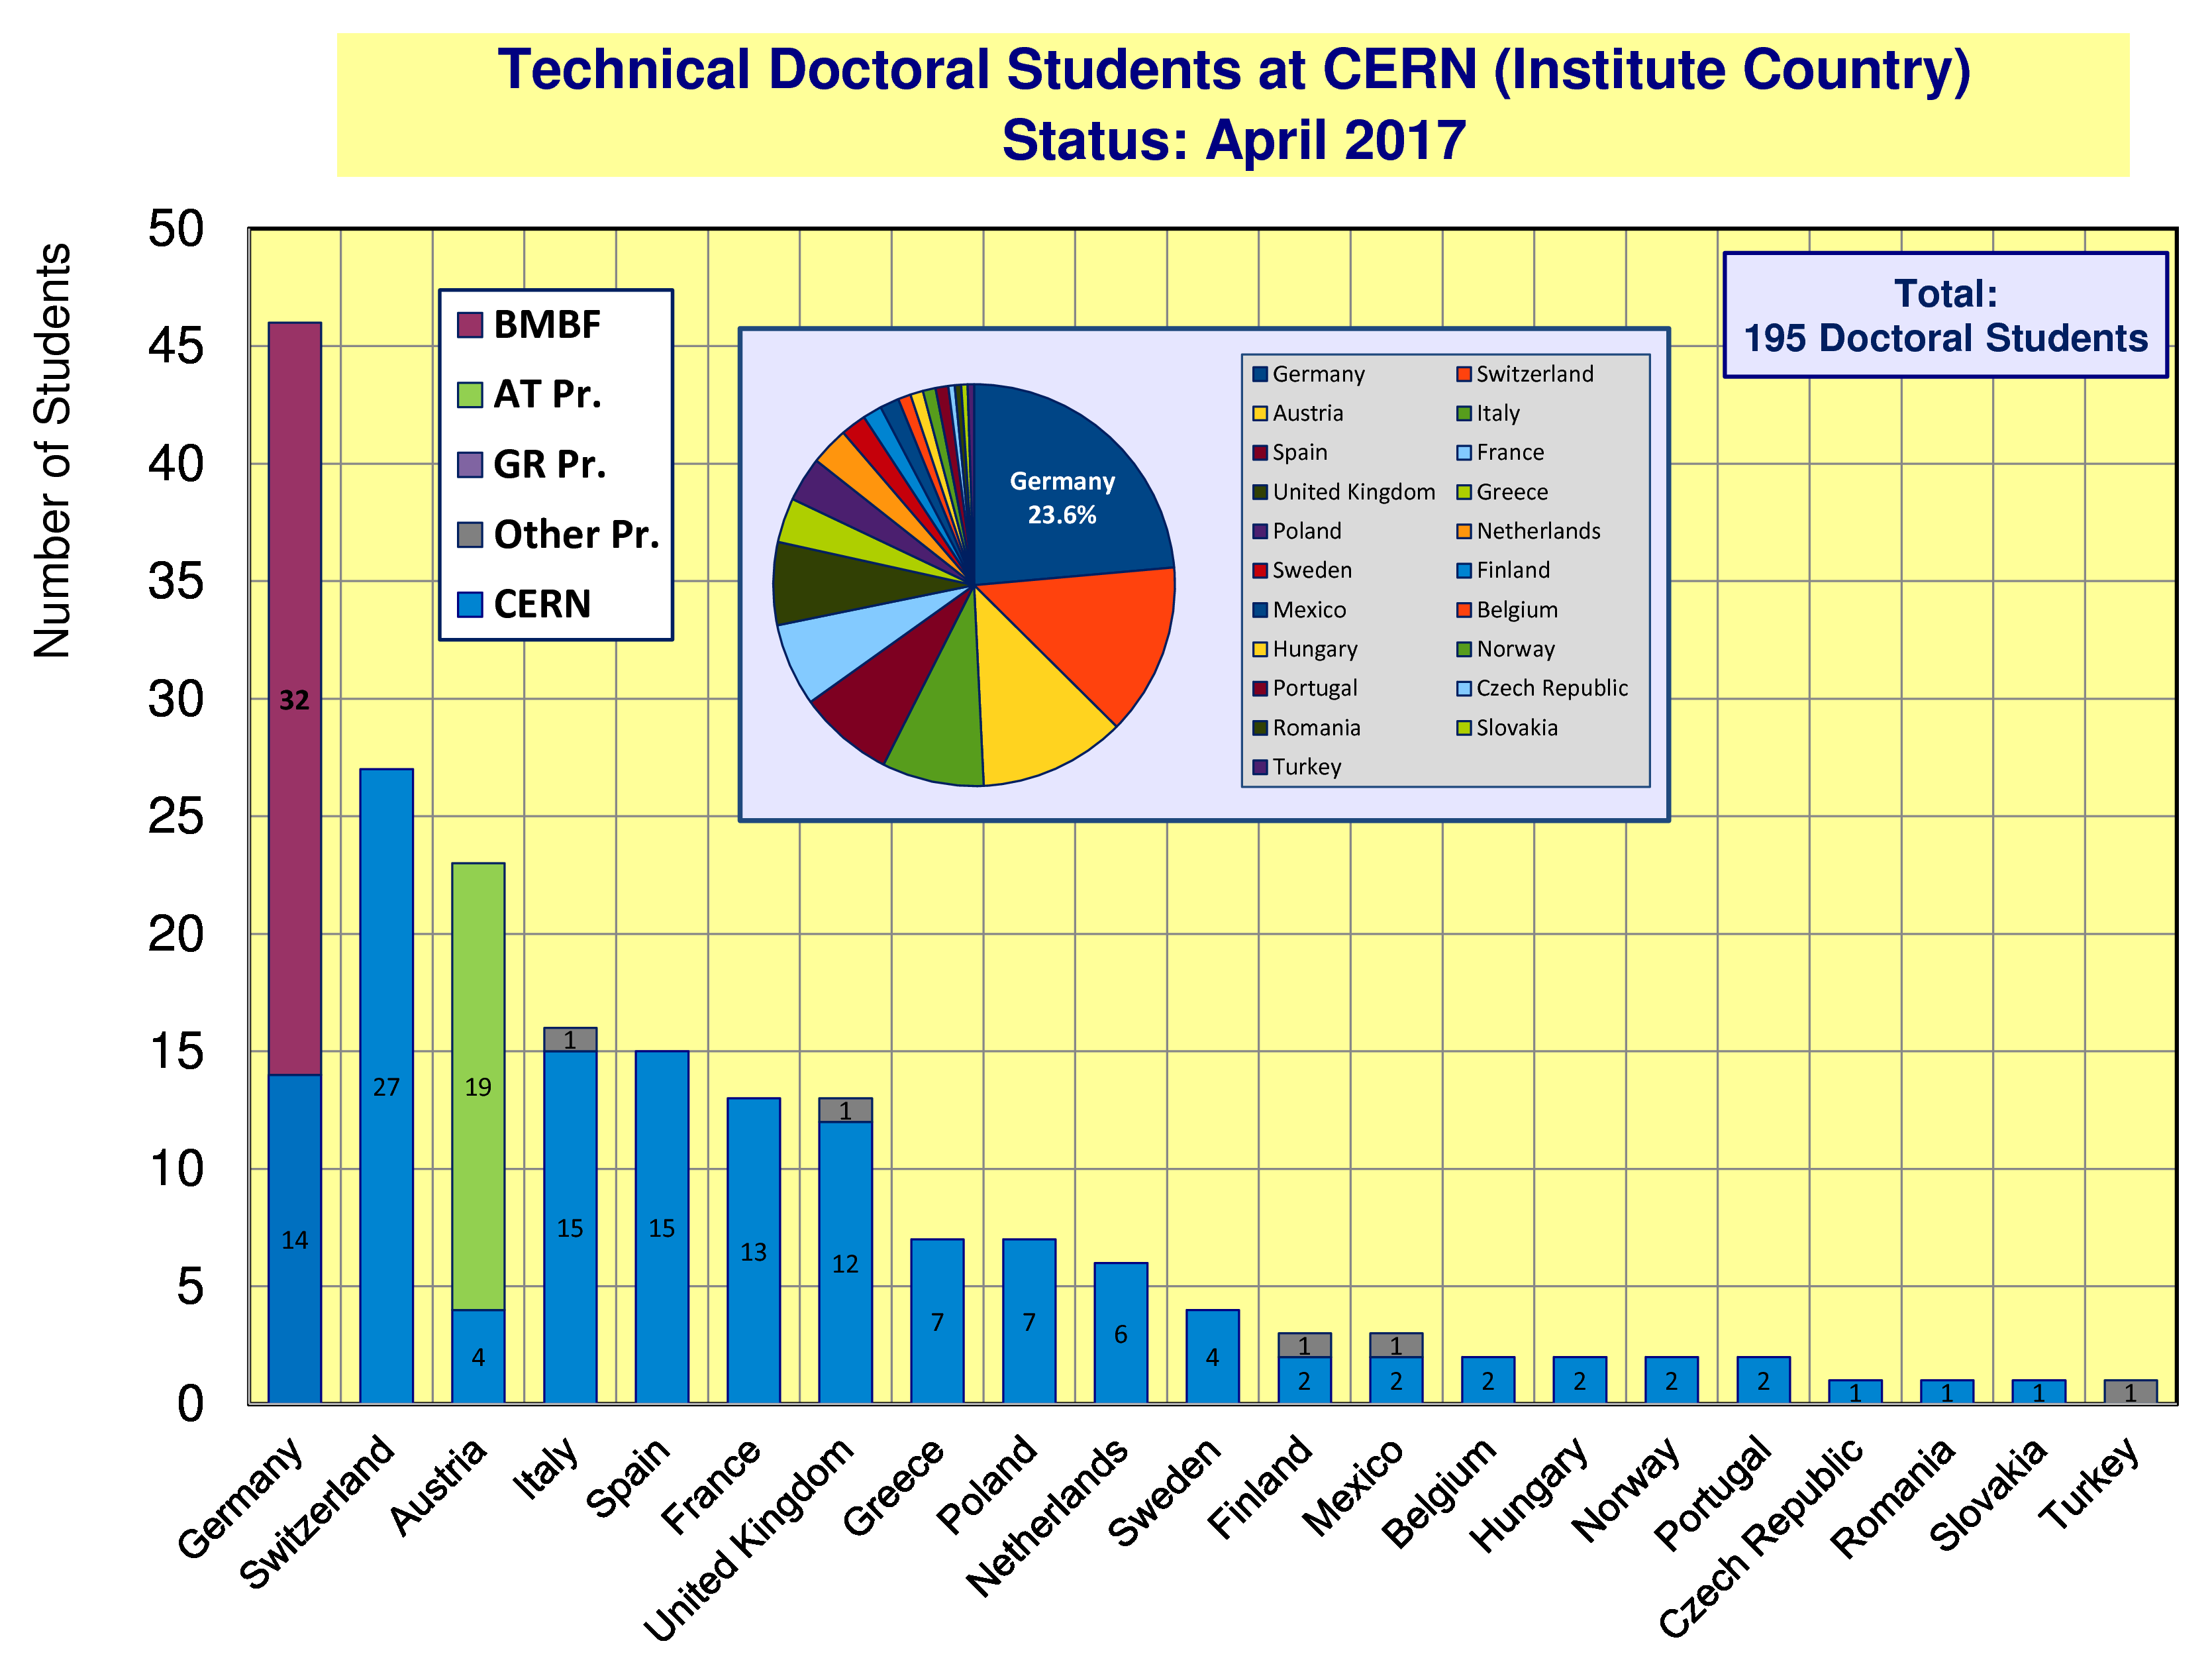 Technical Doctoral Students at CERN (Institute Country)
Status: April 2017
Number of Students
50
45
40
35
30
25
20
15
10
5
0
BMBF
AT Pr.
GR Pr.
Other Pr.
CERN
Germany
23.6%
Germany Switzerland
Austria Italy
Spain France
United Kingdom Greece
Poland Netherlands
Sweden Finland
Mexico Belgium
Hungary Norway
Portugal Czech Republic
Romania Slovakia
Turkey
Total:
195 Doctoral Students
32
14
27
19
4
1
15
15
13
1
12
7
7
6
4
1
2
1
2
2
2
2
2
1
1
1
1
Germany
Switzerland
Austria
Italy
Spain
France
United Kingdom
Greece
Poland
Netherlands
Sweden
Finland
Mexico
Belgium
Hungary
Norway
Portugal
Czech Republic
Romania
Slovakia
Turkey